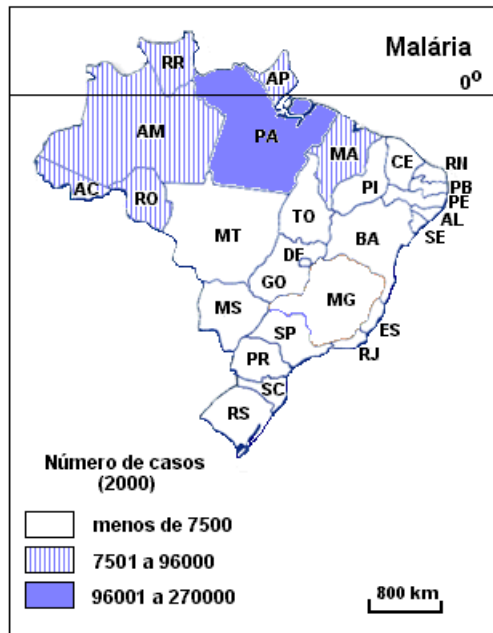 Malária
0º
RR
AP
AM
PA
MA
CE
RN
AC
RO
PI
PB
PE
TO
AL
SE
MT
BA
DF
GO
MG
MS
ES
SP
RJ
PR
SC
RS
Número de casos
(2000)
menos de 7500
7501 a 96000
96001 a 270000
800 km